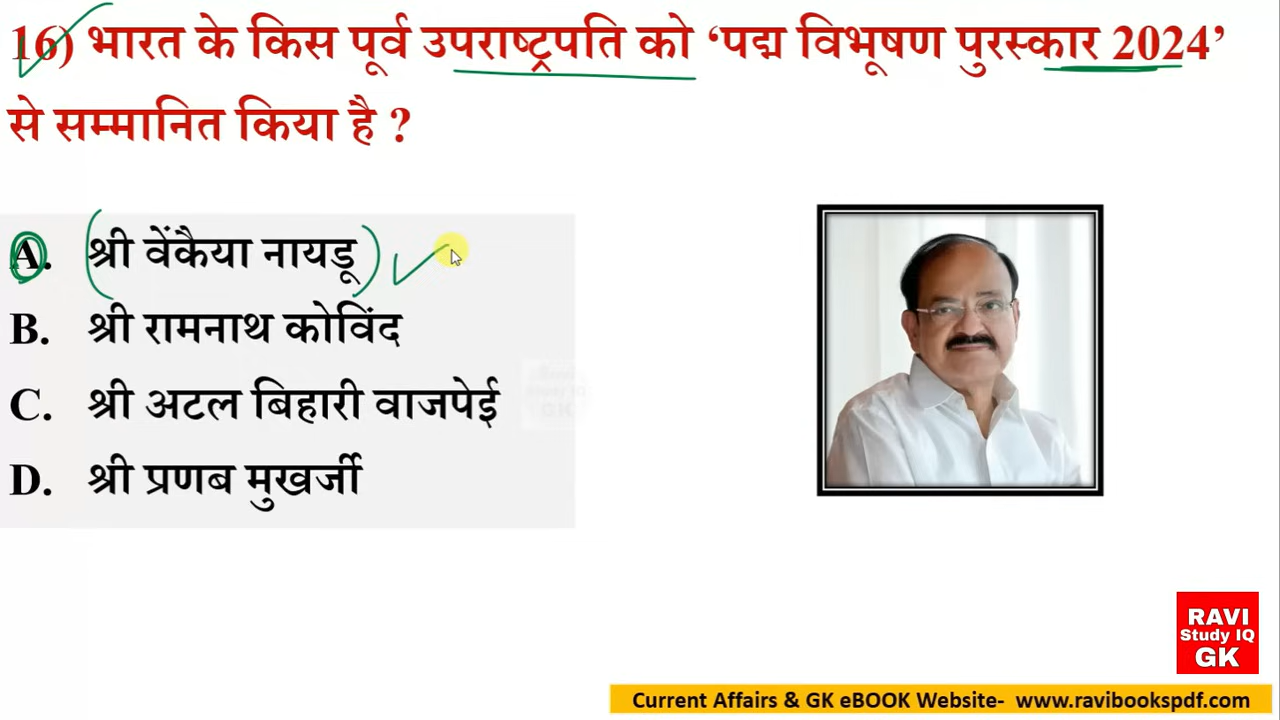 16) भारत के किस पूर्व उपराष्ट्रपति को ‘पद्म विभूषण पुरस्कार 2024’
से सम्मानित किया है ?
A. श्री वेंकैया नायडू
B. श्री रामनाथ कोविंद
C. श्री अटल बिहारी वाजपेई
D. श्री प्रणब मुखर्जी
RAVI
Study IQ
GK
Current Affairs & GK eBOOK Website- www.ravibookspdf.com